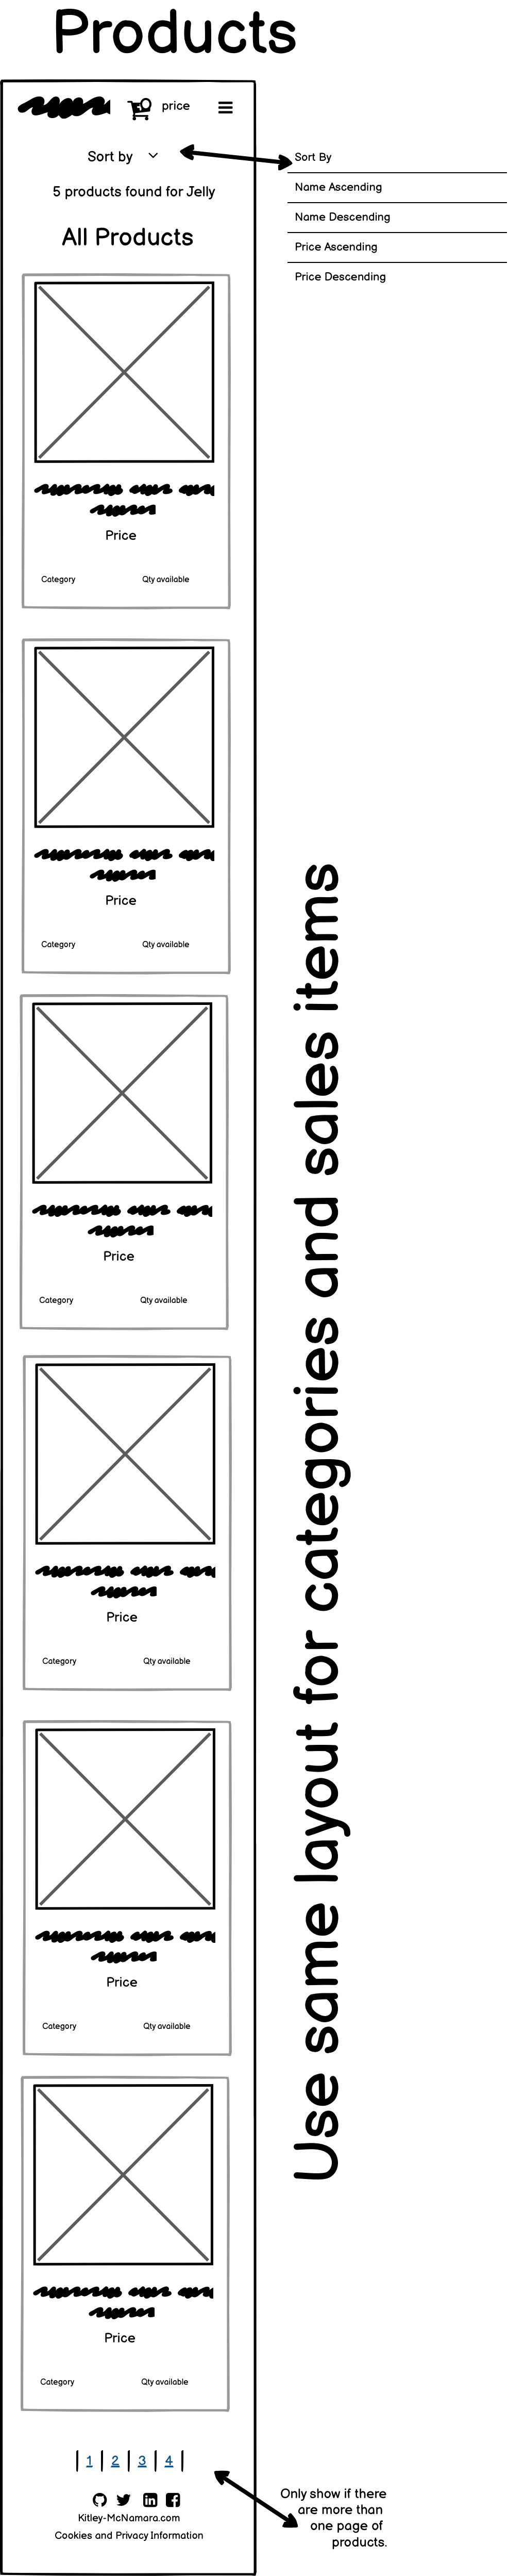 Products
price
Sort by
5 products found for Jelly
All Products
Sort By
Name Ascending
Name Descending
Price Ascending
Price Descending
Price
Category Qty available
Price
Category Qty available
Price
Category Qty available
Price
Category Qty available
Price
Category Qty available
Price
Category Qty available
Use same layout for categories and sales items
1 2 3 4
Kitley-McNamara.com
Cookies and Privacy Information
Only show if there
are more than
one page of
products.